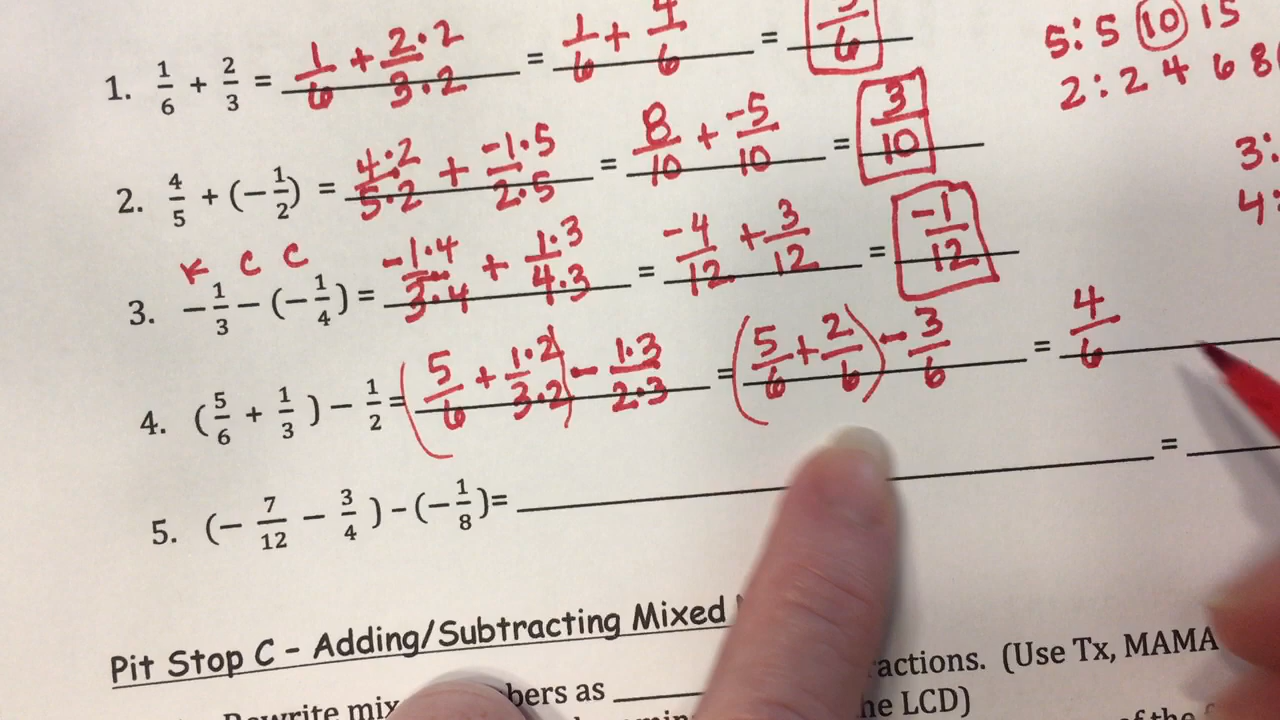 1. 1/6 + 2/3 = 1/6 + 2·2/3·2 = 1/6 + 4/6 = 5/6
5: 5 10 15
2: 2 4 6 8
2. 4/5 + (-1/2) = 4·2/5·2 + -1·5/2·5 = 8/10 + -5/10 = 3/10
3:
4:
K C C
3. -1/3 - (-1/4) = -1·4/3·4 + 1·3/4·3 = -4/12 + 3/12 = -1/12
4. (5/6 + 1/3) - 1/2 = (5/6 + 1·2/3·2) - 1·3/2·3 = (5/6 + 2/6) - 3/6 = 4/6
5. (- 7/12 - 3/4) - (-1/8) = =
Pit Stop C - Adding/Subtracting Mixed
actions. (Use Tx, MAMA
Rewrite mix bers as he LCD)
of the